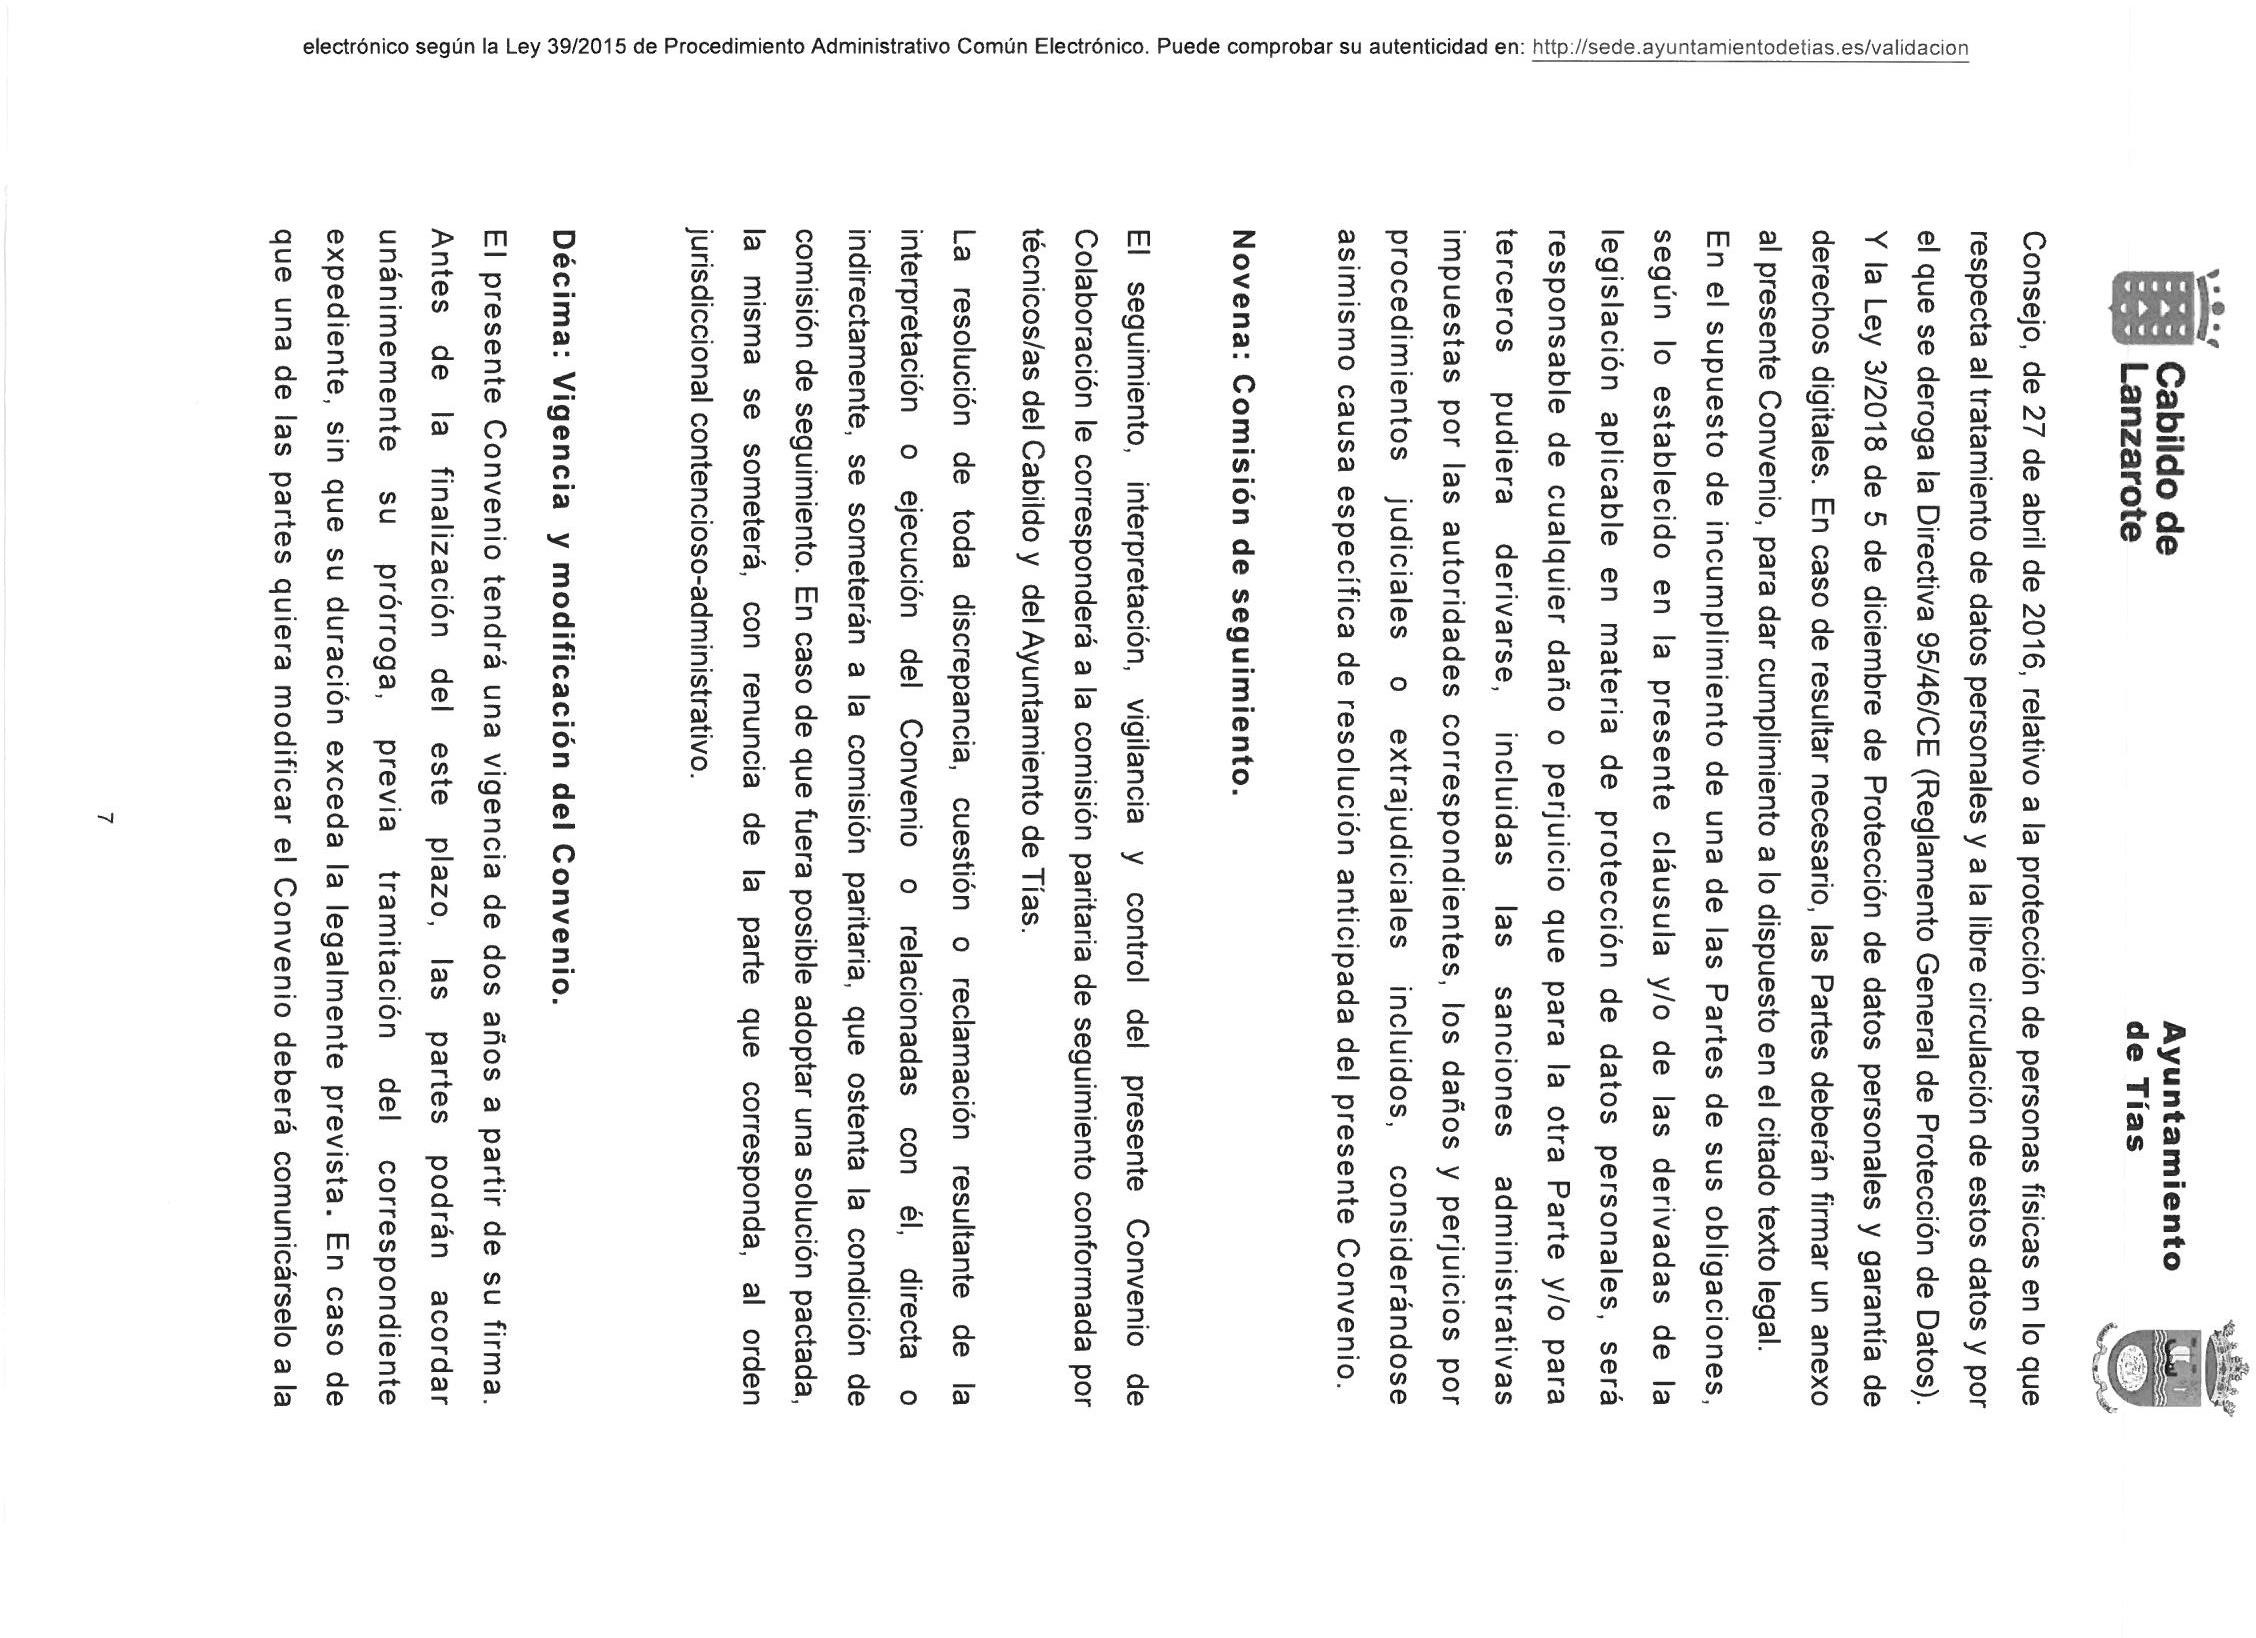 electrónico según la Ley 39/2015 de Procedimiento Administrativo Común Electrónico. Puede comprobar su autenticidad en: http://sede.ayuntamientodetias.es/validacion
Cabildo de
Lanzarote
Ayuntamiento
de Tías
Consejo, de 27 de abril de 2016, relativo a la protección de personas físicas en lo que
respecta al tratamiento de datos personales y a la libre circulación de estos datos y por
el que se deroga la Directiva 95/46/CE (Reglamento General de Protección de Datos).
Y la Ley 3/2018 de 5 de diciembre de Protección de datos personales y garantía de
derechos digitales. En caso de resultar necesario, las Partes deberán firmar un anexo
al presente Convenio, para dar cumplimiento a lo dispuesto en el citado texto legal.
En el supuesto de incumplimiento de una de las Partes de sus obligaciones,
según lo establecido en la presente cláusula y/o de las derivadas de la
legislación aplicable en materia de protección de datos personales, será
responsable de cualquier daño o perjuicio que para la otra Parte y/o para
terceros pudiera derivarse, incluidas las sanciones administrativas
impuestas por las autoridades correspondientes, los daños y perjuicios por
procedimientos judiciales o extrajudiciales incluidos, considerándose
asimismo causa específica de resolución anticipada del presente Convenio.
Novena: Comisión de seguimiento.
El seguimiento, interpretación, vigilancia y control del presente Convenio de
Colaboración le corresponderá a la comisión paritaria de seguimiento conformada por
técnicos/as del Cabildo y del Ayuntamiento de Tías.
La resolución de toda discrepancia, cuestión o reclamación resultante de la
interpretación o ejecución del Convenio o relacionadas con él, directa o
indirectamente, se someterán a la comisión paritaria, que ostenta la condición de
comisión de seguimiento. En caso de que fuera posible adoptar una solución pactada,
la misma se someterá, con renuncia de la parte que corresponda, al orden
jurisdiccional contencioso-administrativo.
Décima: Vigencia y modificación del Convenio.
El presente Convenio tendrá una vigencia de dos años a partir de su firma.
Antes de la finalización del este plazo, las partes podrán acordar
unánimemente su prórroga, previa tramitación del correspondiente
expediente, sin que su duración exceda la legalmente prevista. En caso de
que una de las partes quiera modificar el Convenio deberá comunicárselo a la
7